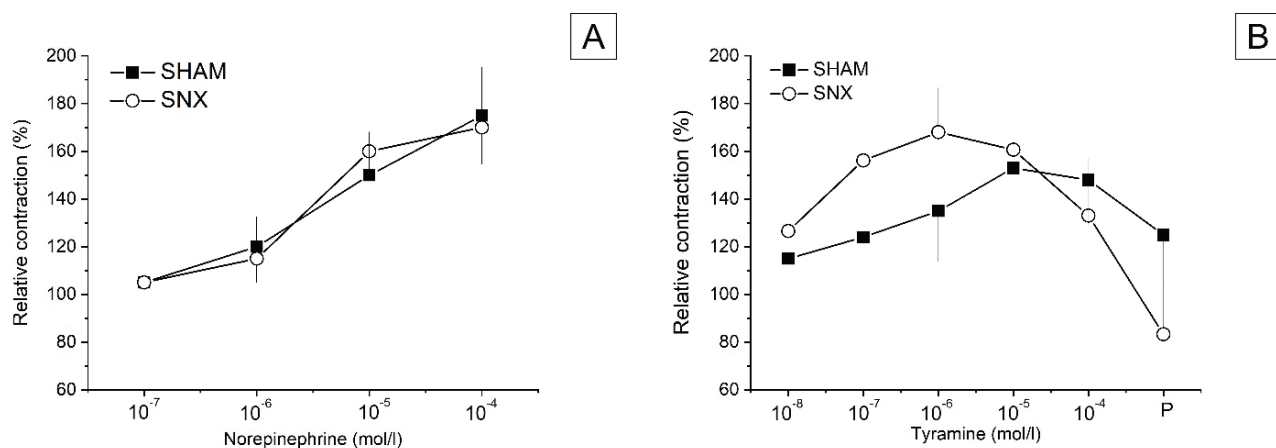 A
200
180
160
140
120
100
80
60
Relative contraction (%)
SHAM
SNX
10-7
10-6
10-5
10-4
Norepinephrine (mol/l)
B
200
180
160
140
120
100
80
60
Relative contraction (%)
SHAM
SNX
10-8
10-7
10-6
10-5
10-4
P
Tyramine (mol/l)